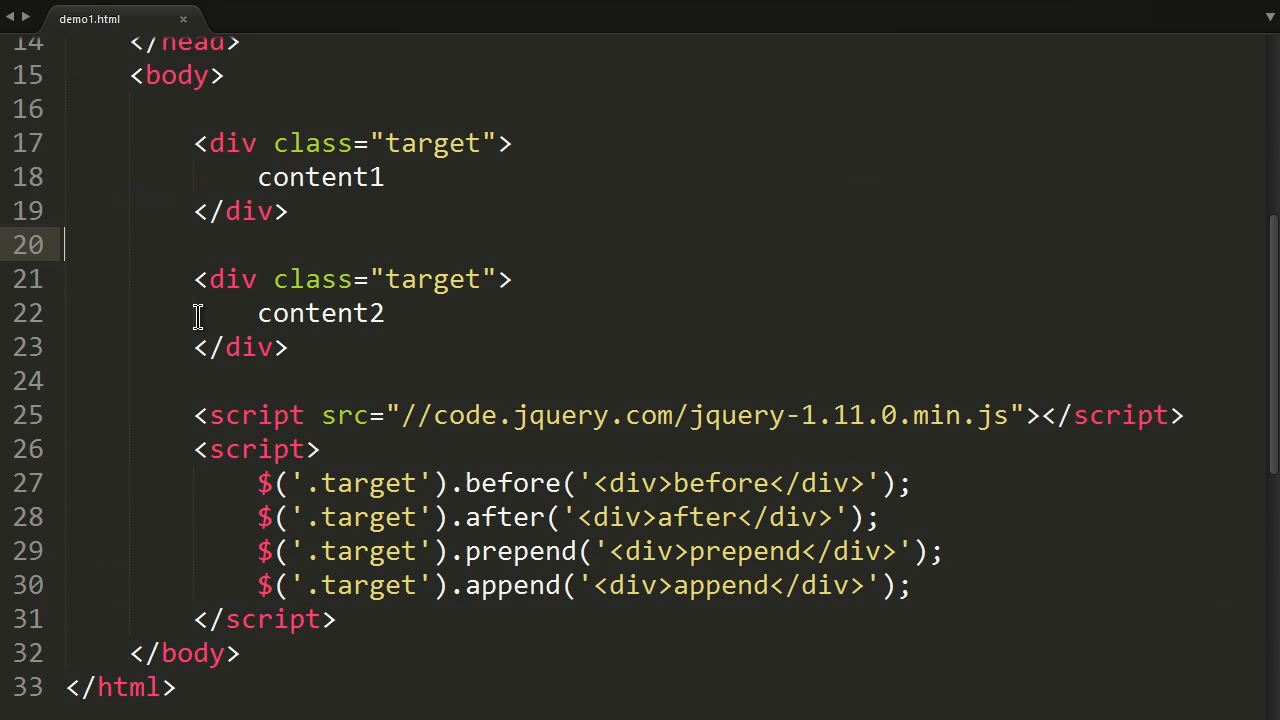 demo1.html
14 </head>
15 <body>
16
17 <div class="target">
18 content1
19 </div>
20
21 <div class="target">
22 content2
23 </div>
24
25 <script src="//code.jquery.com/jquery-1.11.0.min.js"></script>
26 <script>
27 $('.target').before('<div>before</div>');
28 $('.target').after('<div>after</div>');
29 $('.target').prepend('<div>prepend</div>');
30 $('.target').append('<div>append</div>');
31 </script>
32 </body>
33 </html>